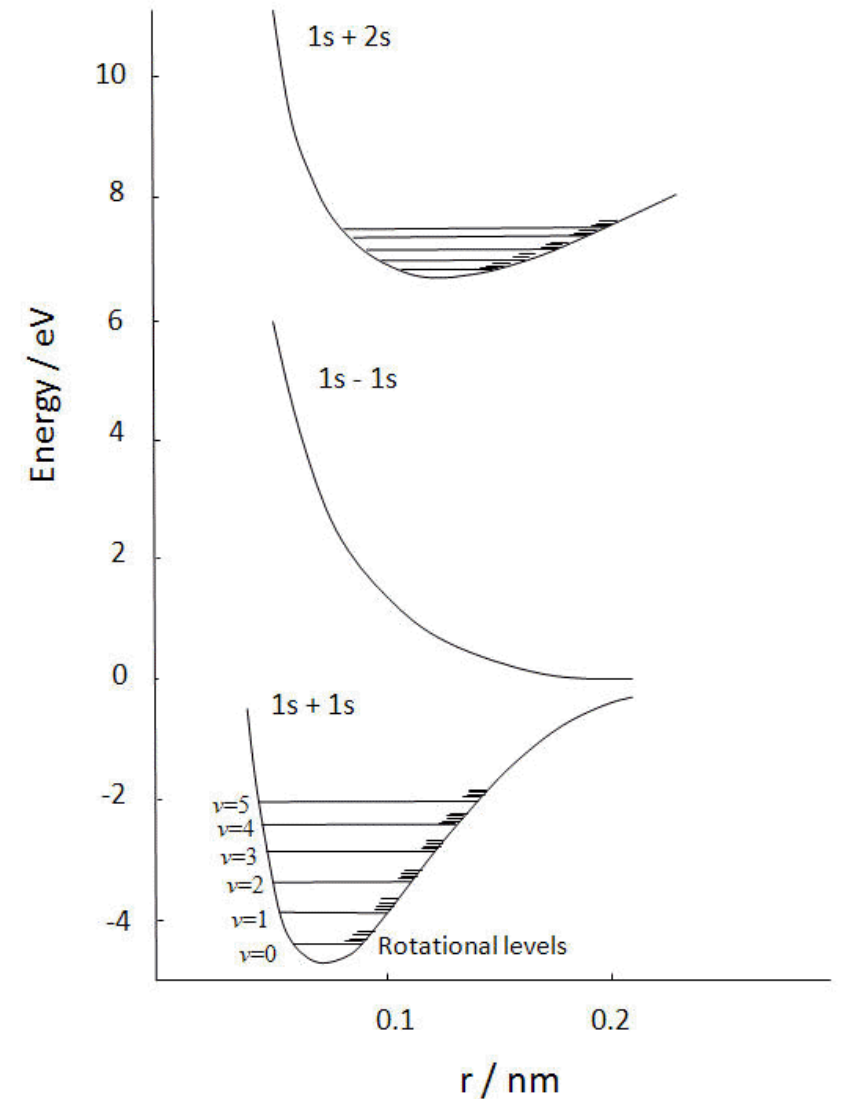 1s + 2s
10
8
6
1s - 1s
Energy / eV
4
2
0
1s + 1s
-2
ν=5
ν=4
ν=3
ν=2
ν=1
-4
ν=0
Rotational levels
0.1
0.2
r / nm